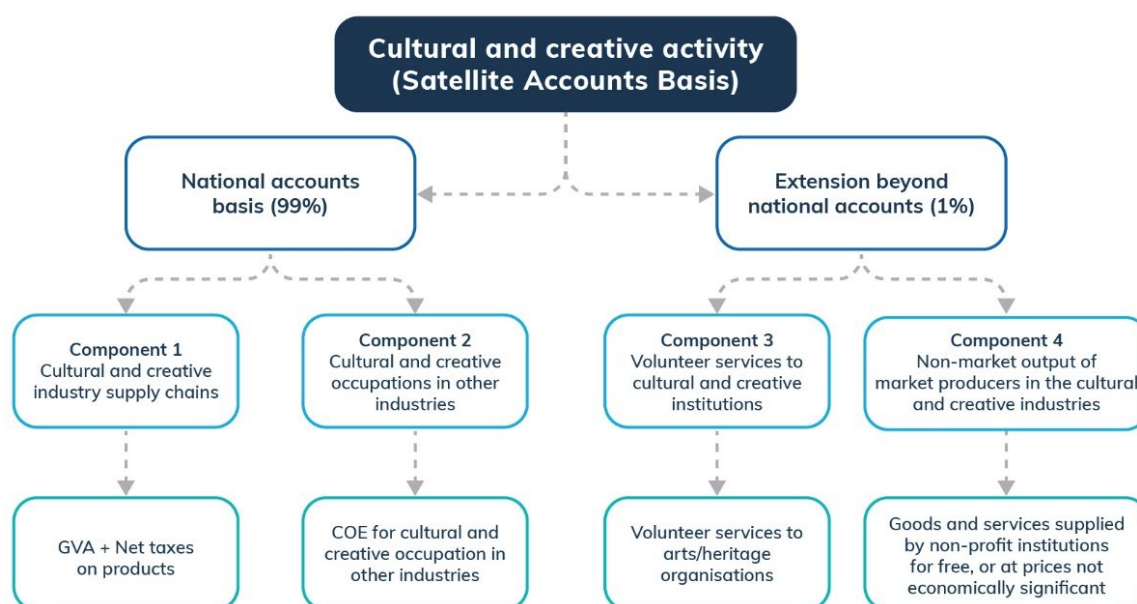 Cultural and creative activity
(Satellite Accounts Basis)
National accounts
basis (99%)
Extension beyond
national accounts (1%)
Component 1
Cultural and creative
industry supply chains
Component 2
Cultural and creative
occupations in other
industries
Component 3
Volunteer services to
cultural and creative
institutions
Component 4
Non-market output of
market producers in the cultural
and creative industries
GVA + Net taxes
on products
COE for cultural and
creative occupation in
other industries
Volunteer services to
arts/heritage
organisations
Goods and services supplied
by non-profit institutions
for free, or at prices not
economically significant